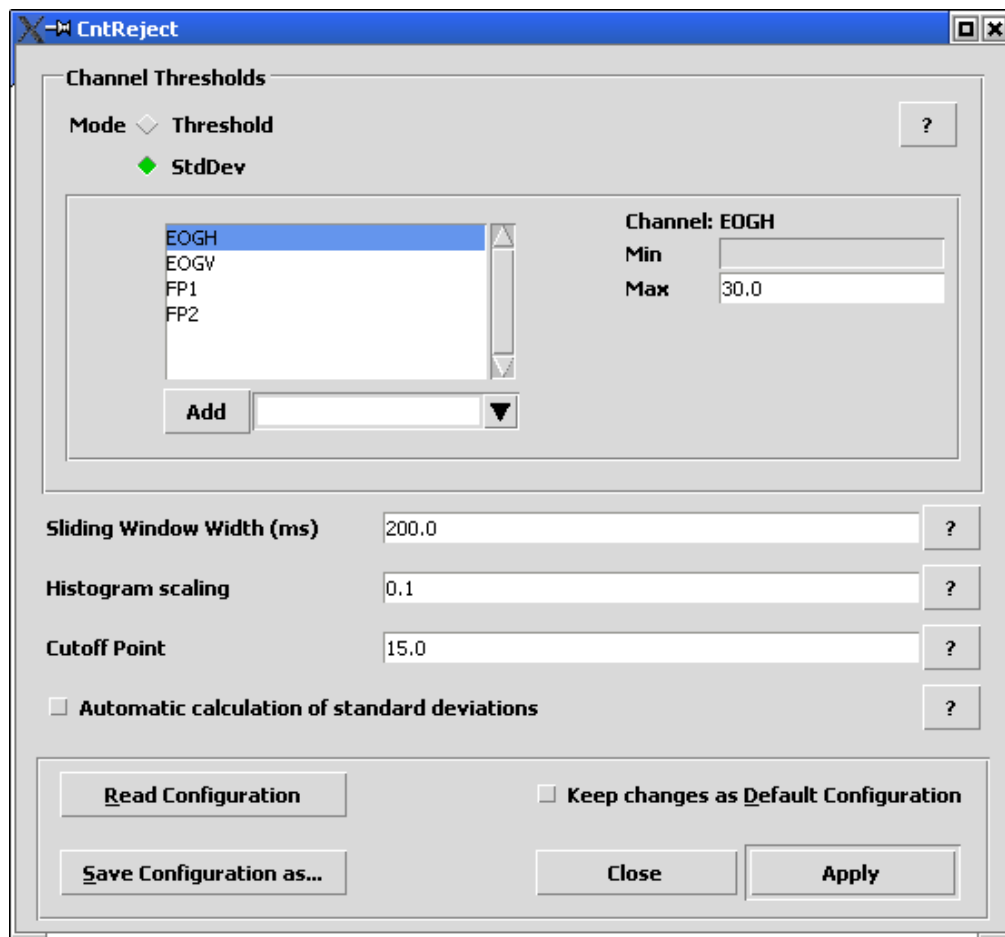 CntReject
Channel Thresholds
Mode Threshold ?
StdDev
EOGH
EOGV
FP1
FP2
Channel: EOGH
Min
Max 30.0
Add
Sliding Window Width (ms) 200.0 ?
Histogram scaling 0.1 ?
Cutoff Point 15.0 ?
Automatic calculation of standard deviations ?
Read Configuration Keep changes as Default Configuration
Save Configuration as... Close Apply